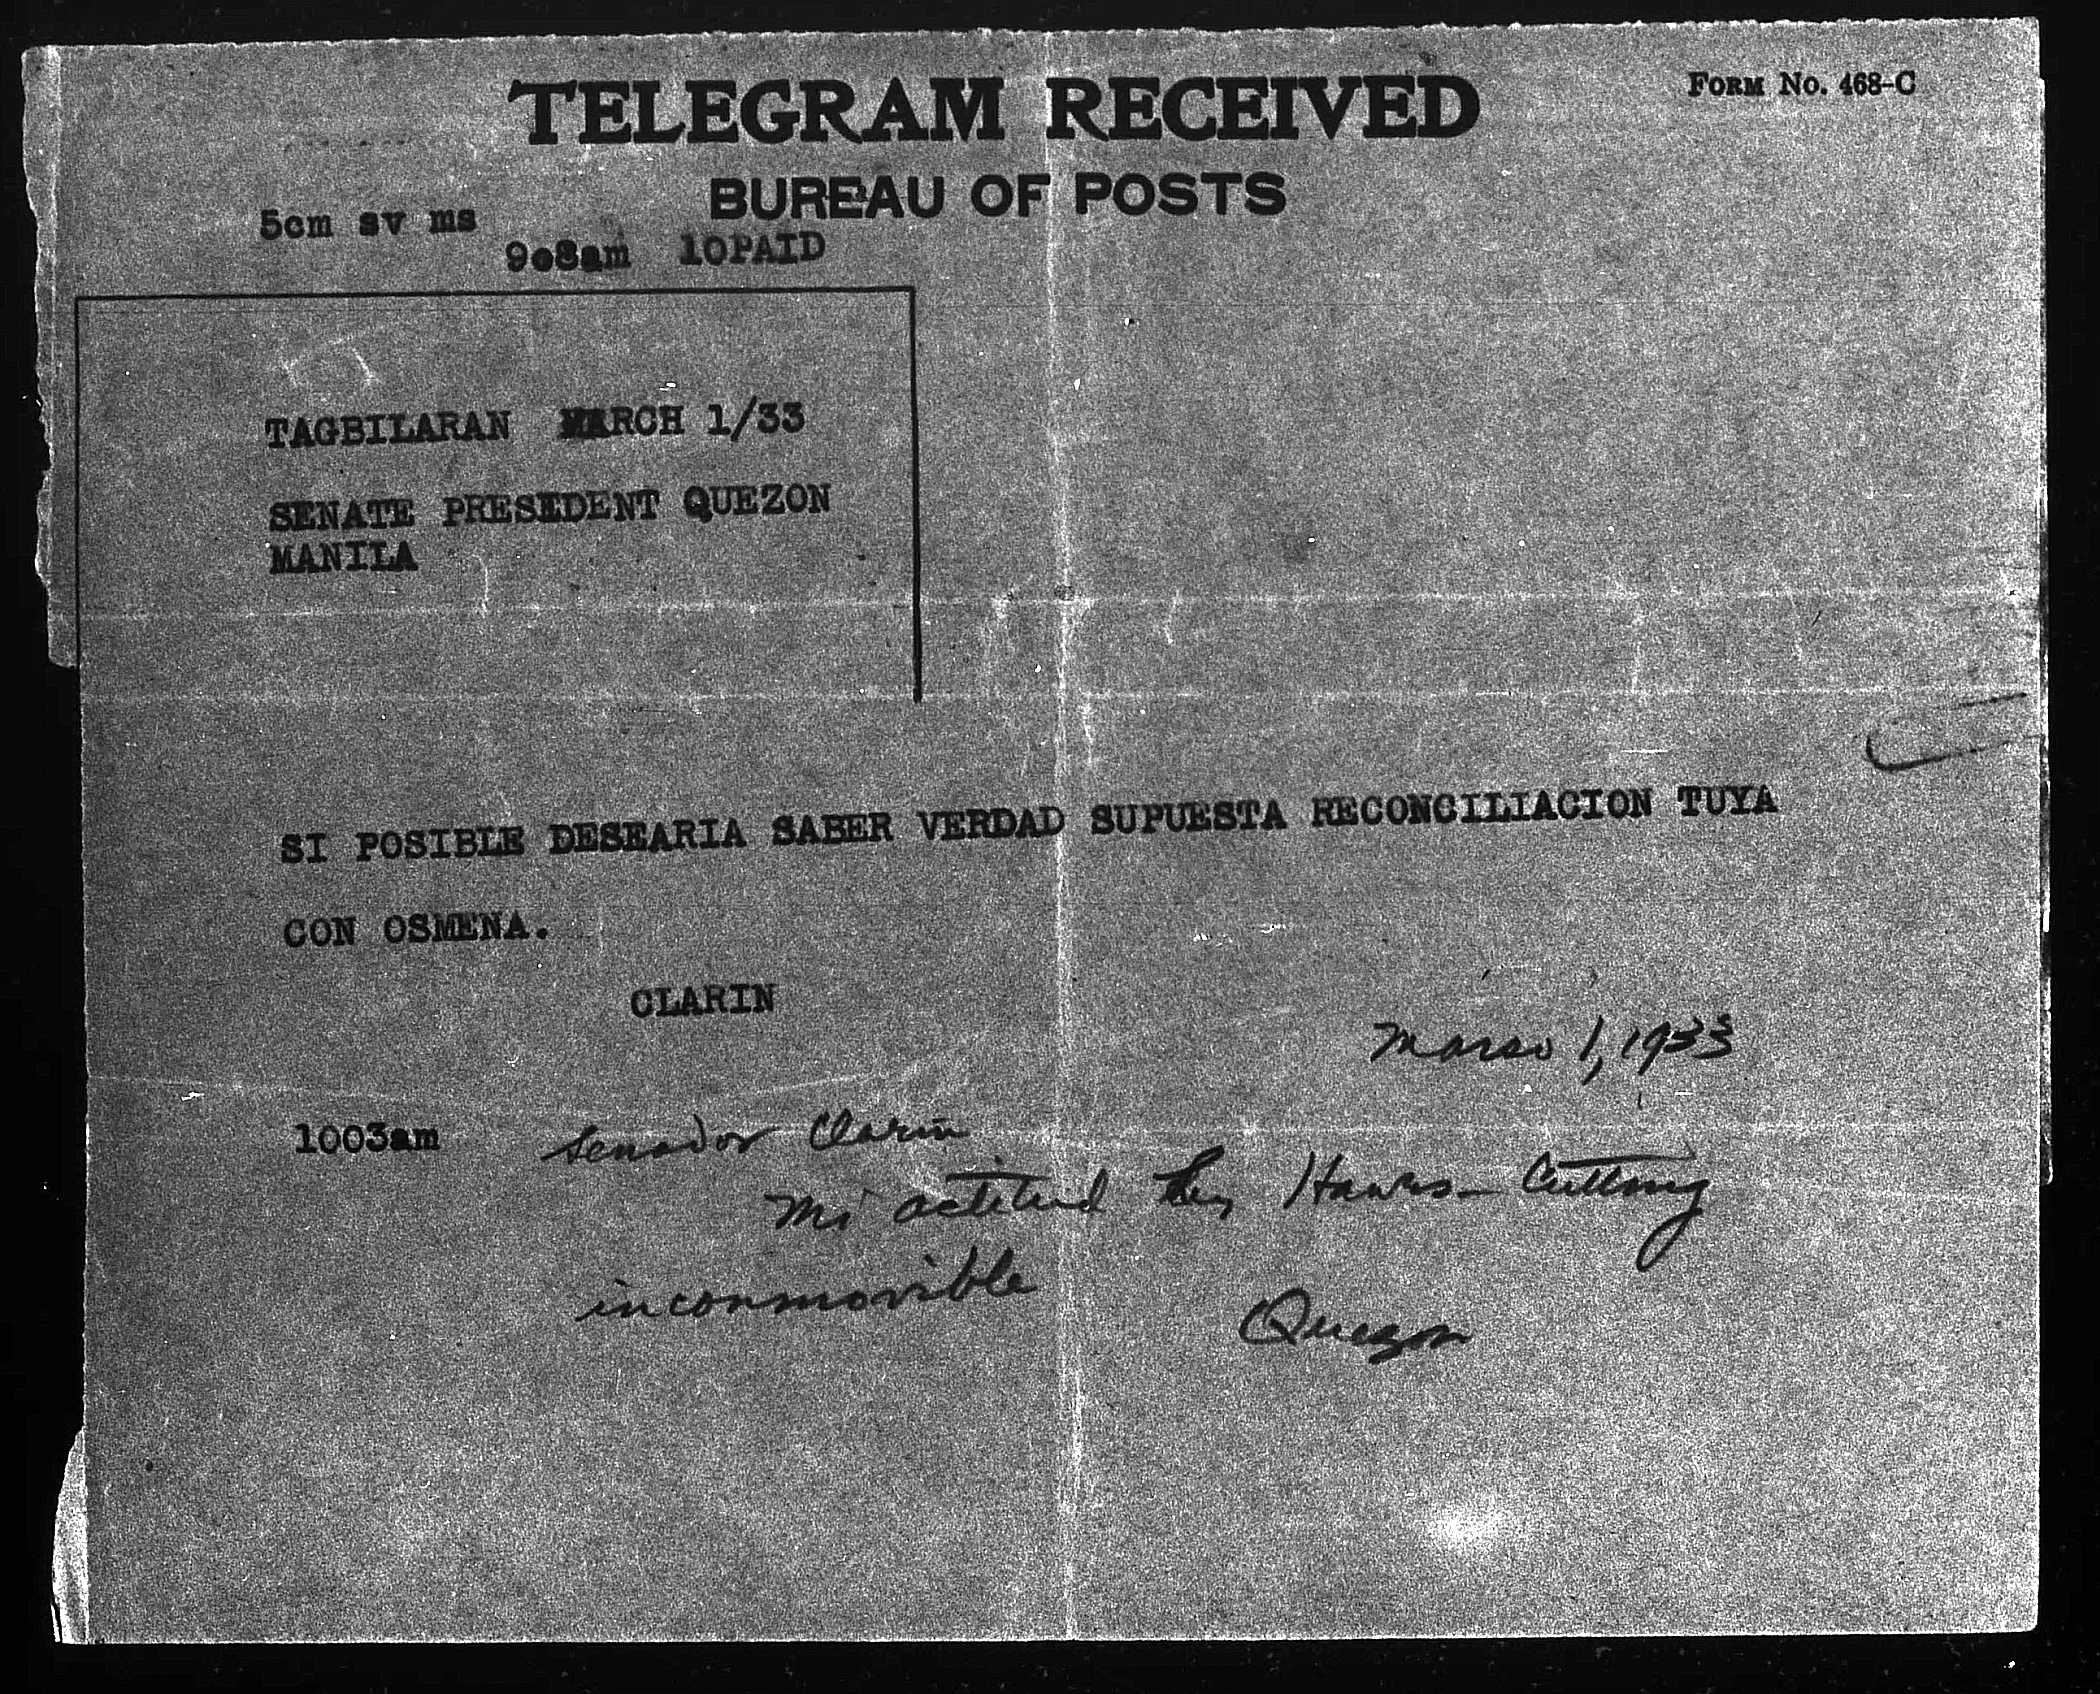 FORM NO. 468-C
TELEGRAM RECEIVED
BUREAU OF POSTS
5cm sv ms
908am 10PAID
TAGBILARAN MARCH 1/33
SENATE PRESEDENT QUEZON
MANILA
SI POSIBLE DESEARIA SABER VERDAD SUPUESTA RECONCILIACION TUYA
CON OSMENA.
CLARIN
Marso 1, 1933
1003am
Senador Clarin
Mi actitud ley Hawes-Cutting
inconmovible
Quezon